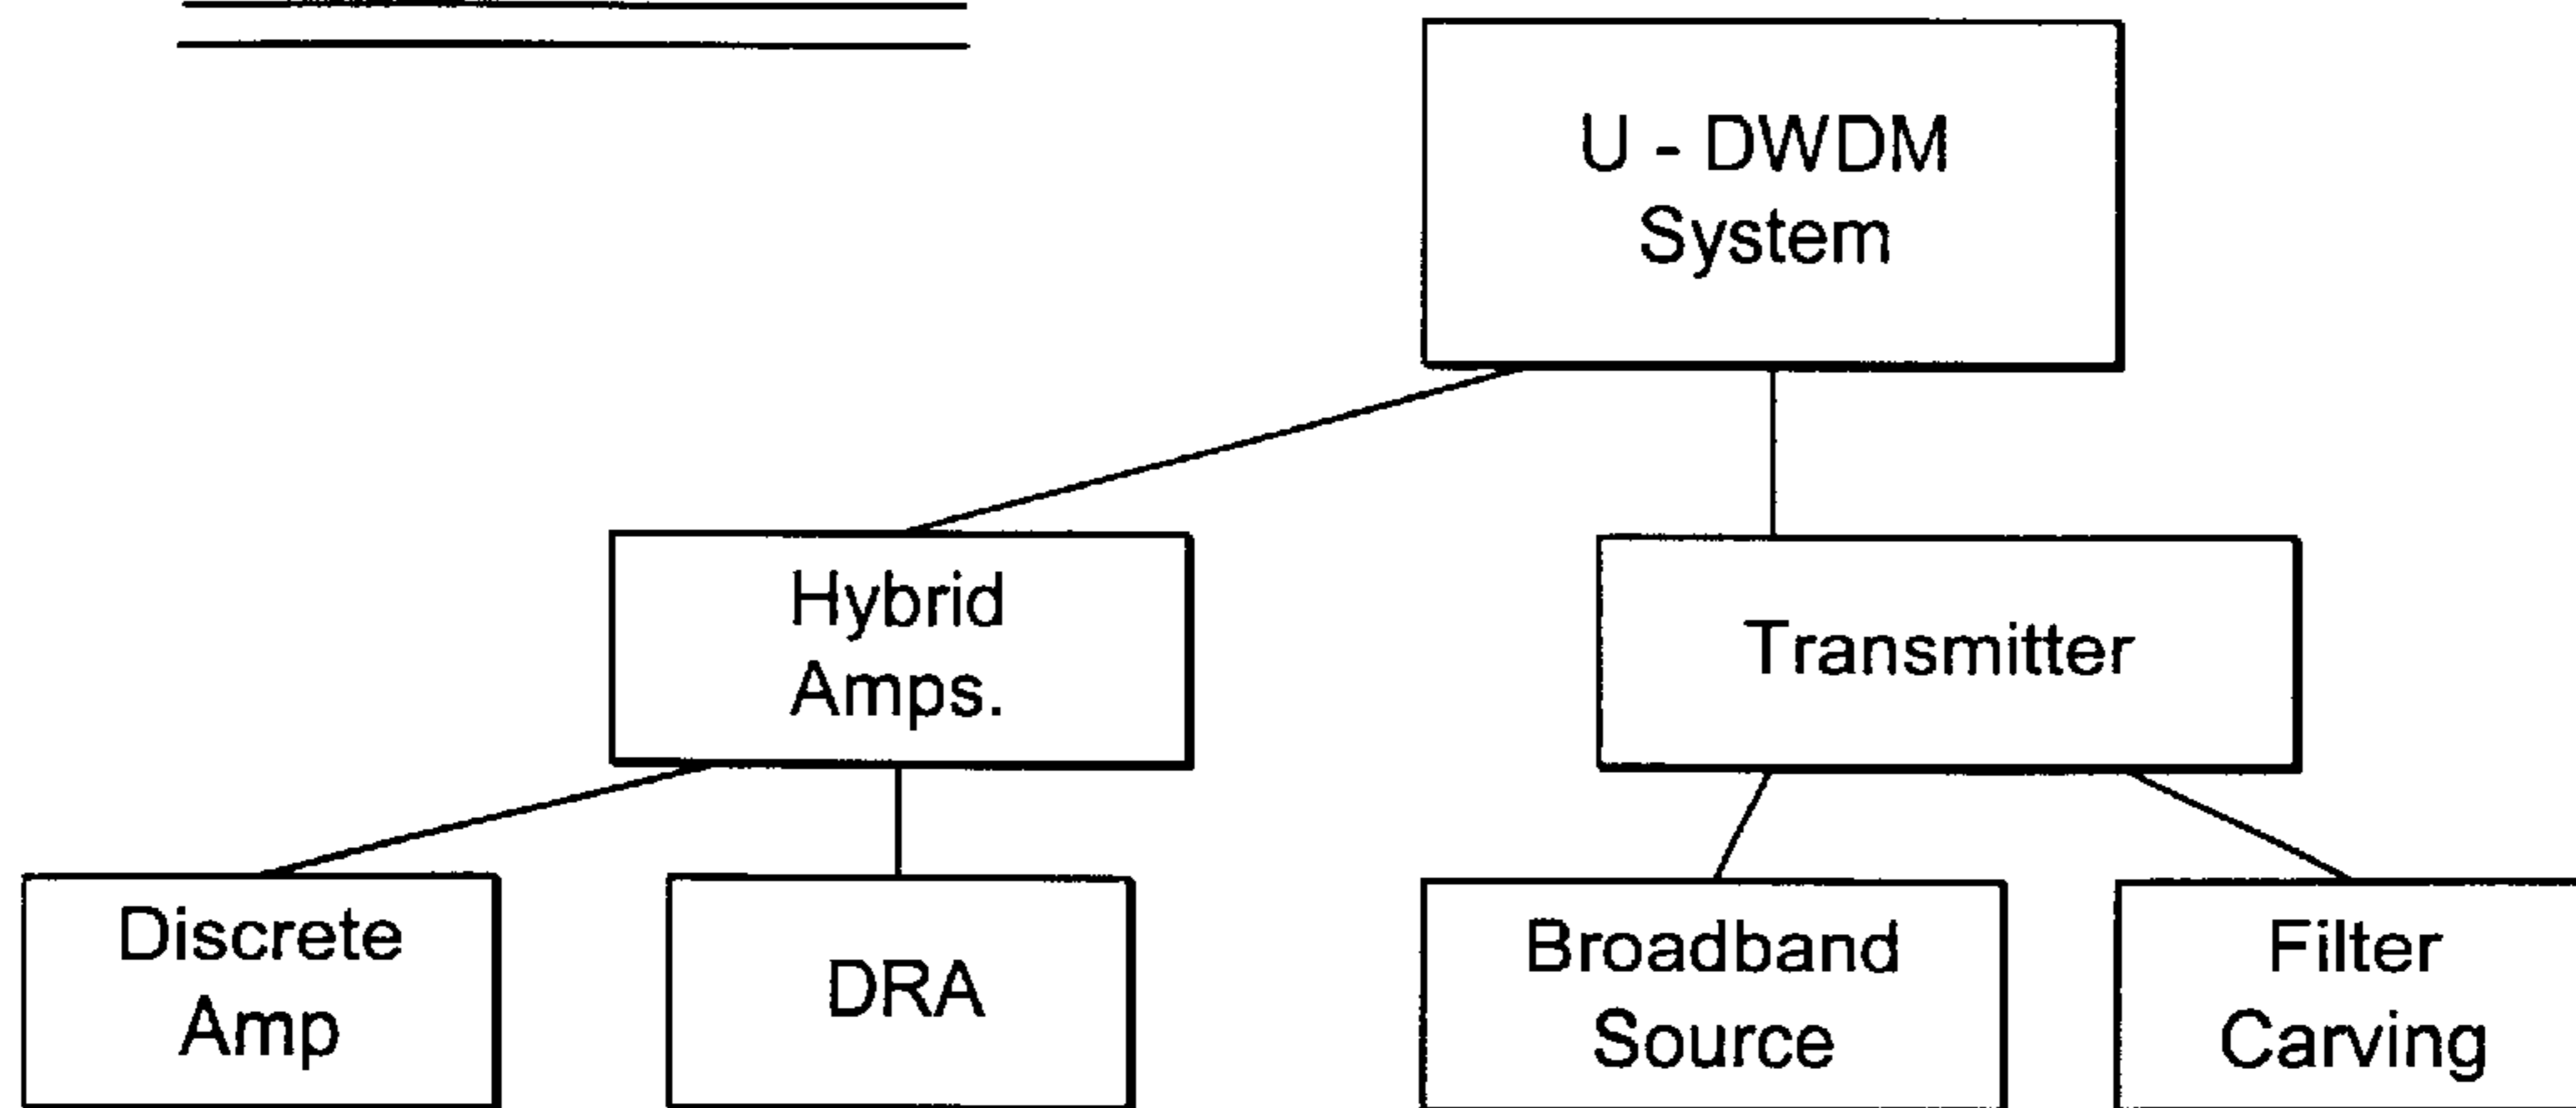 U - DWDM
System
Hybrid
Amps.
Transmitter
Discrete
Amp
DRA
Broadband
Source
Filter
Carving